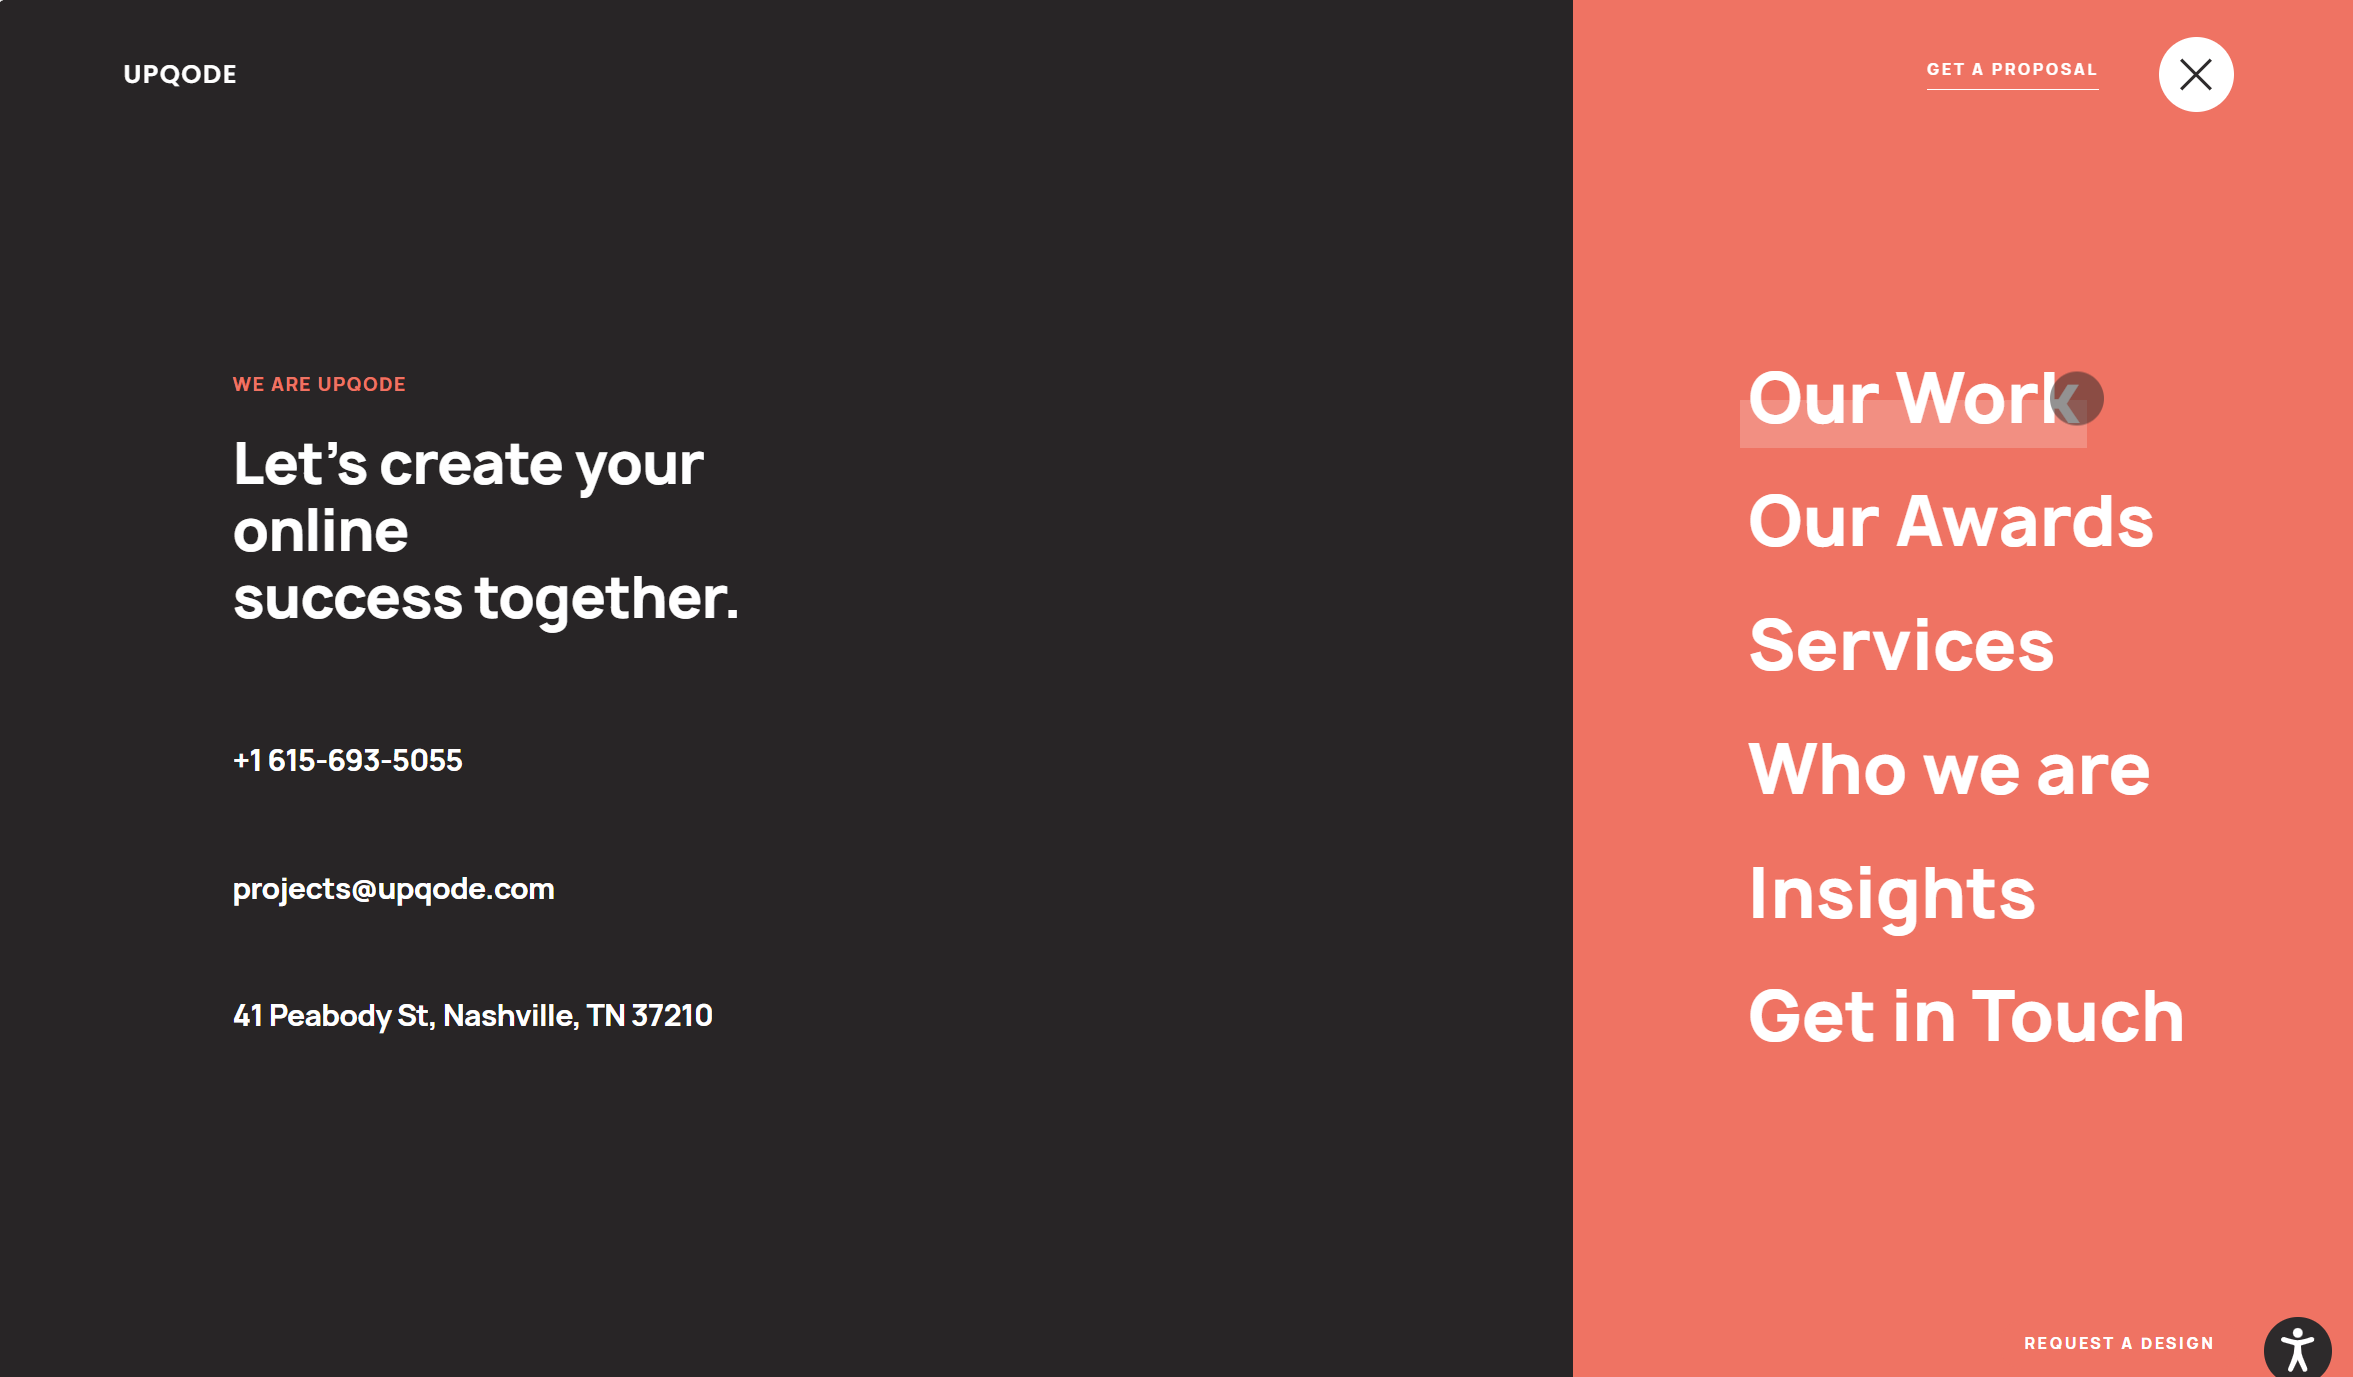 UPQODE
GET A PROPOSAL
WE ARE UPQODE
Let’s create your
online
success together.
+1 615-693-5055
projects@upqode.com
41 Peabody St, Nashville, TN 37210
Our Work
Our Awards
Services
Who we are
Insights
Get in Touch
REQUEST A DESIGN